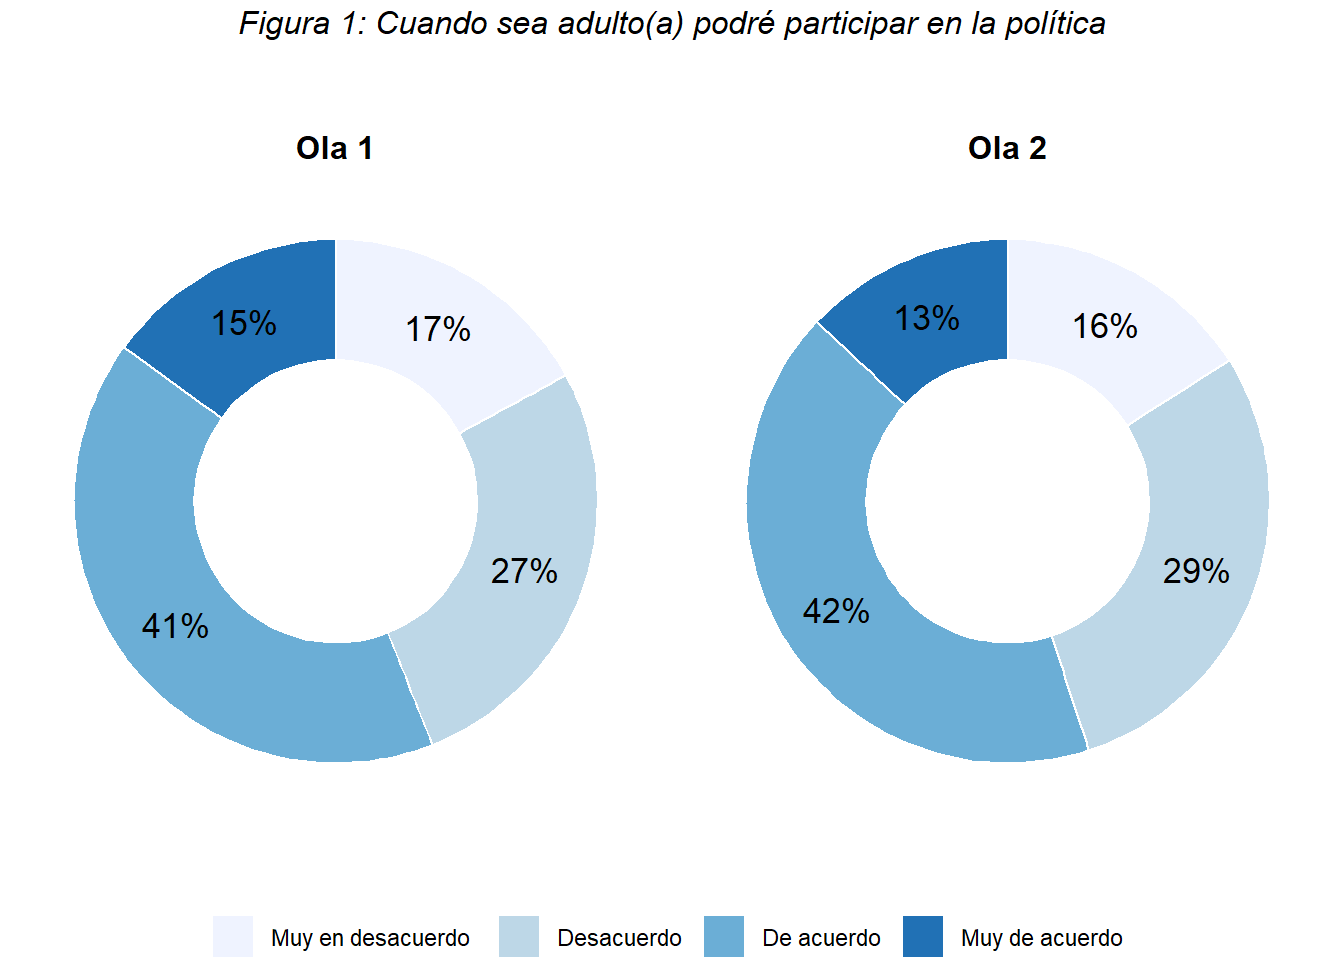 Figura 1: Cuando sea adulto(a) podré participar en la política
Ola 1
Ola 2
15%
17%
27%
41%
13%
16%
29%
42%
Muy en desacuerdo
Desacuerdo
De acuerdo
Muy de acuerdo